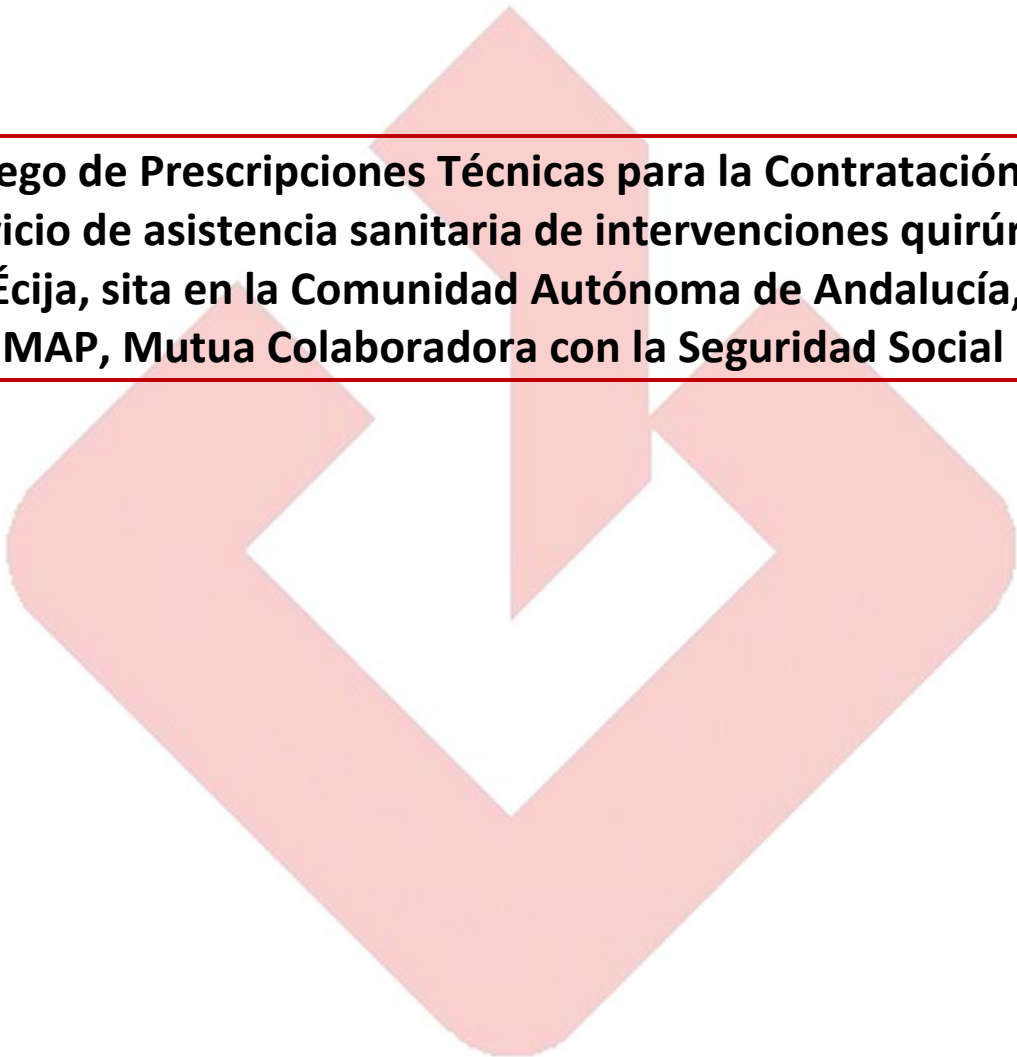 ego de Prescripciones Técnicas para la Contratación
icio de asistencia sanitaria de intervenciones quirúr
Écija, sita en la Comunidad Autónoma de Andalucía,
MAP, Mutua Colaboradora con la Seguridad Social